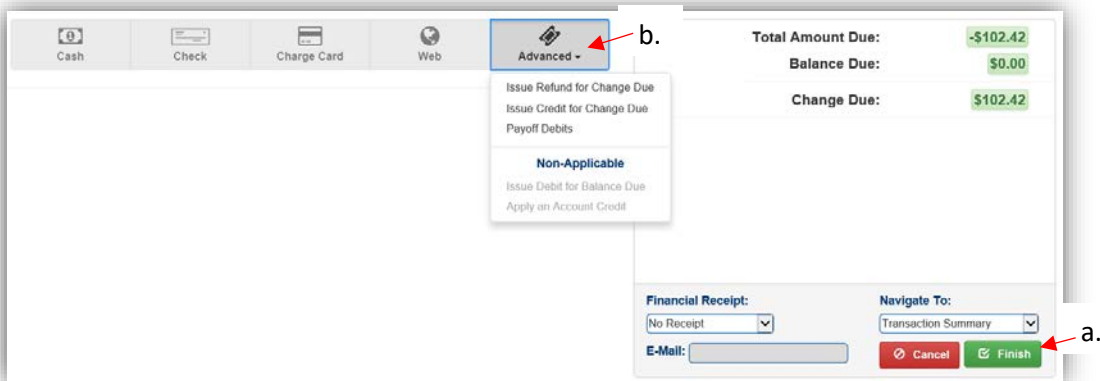 Cash Check Charge Card Web Advanced
b.
Total Amount Due: -$102.42
Balance Due: $0.00
Change Due: $102.42
Issue Refund for Change Due
Issue Credit for Change Due
Payoff Debits
Non-Applicable
Issue Debit for Balance Due
Apply an Account Credit
Financial Receipt: Navigate To:
No Receipt Transaction Summary
E-Mail: Cancel Finish
a.